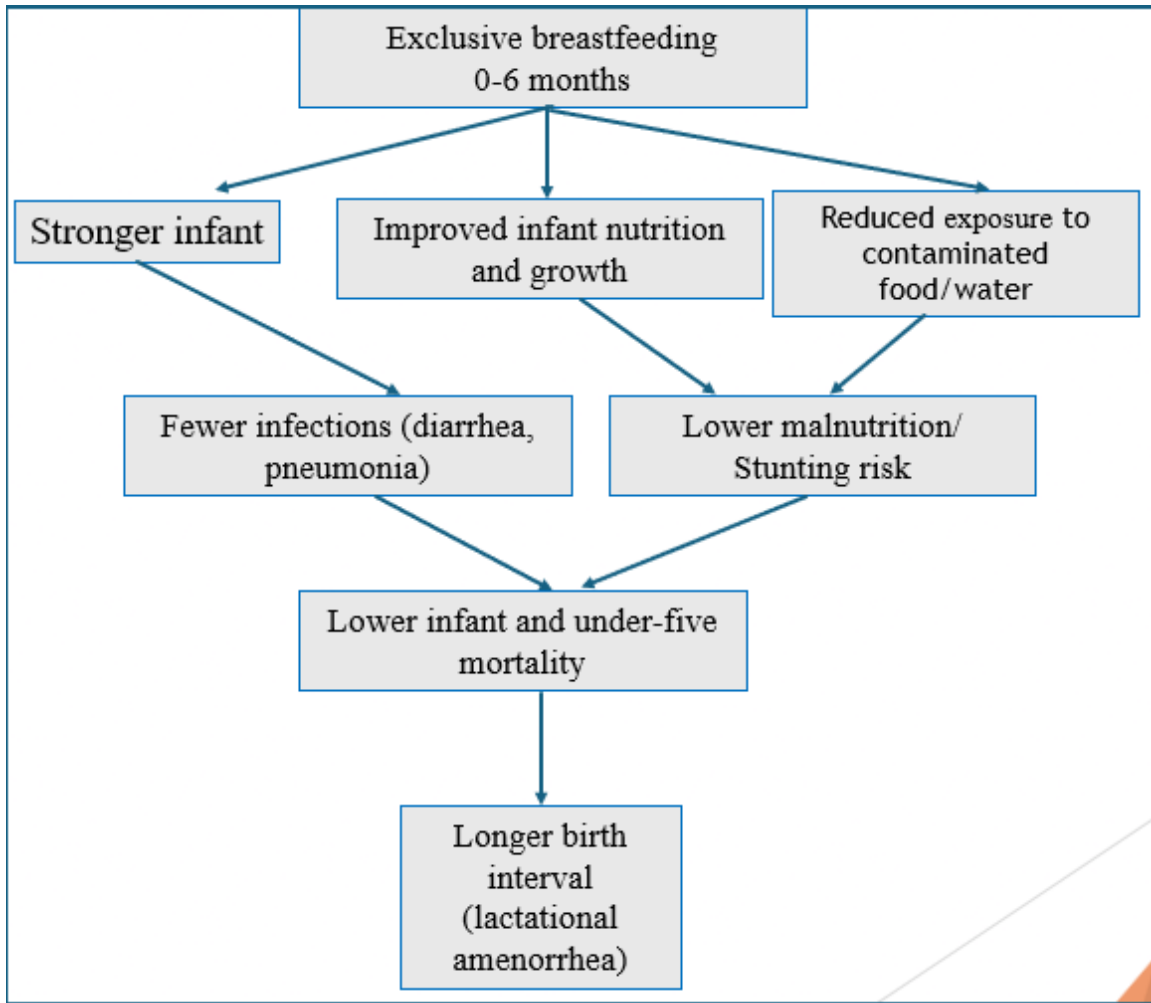 Exclusive breastfeeding
0-6 months
Stronger infant
Improved infant nutrition
and growth
Reduced exposure to
contaminated
food/water
Fewer infections (diarrhea,
pneumonia)
Lower malnutrition/
Stunting risk
Lower infant and under-five
mortality
Longer birth
interval
(lactational
amenorrhea)